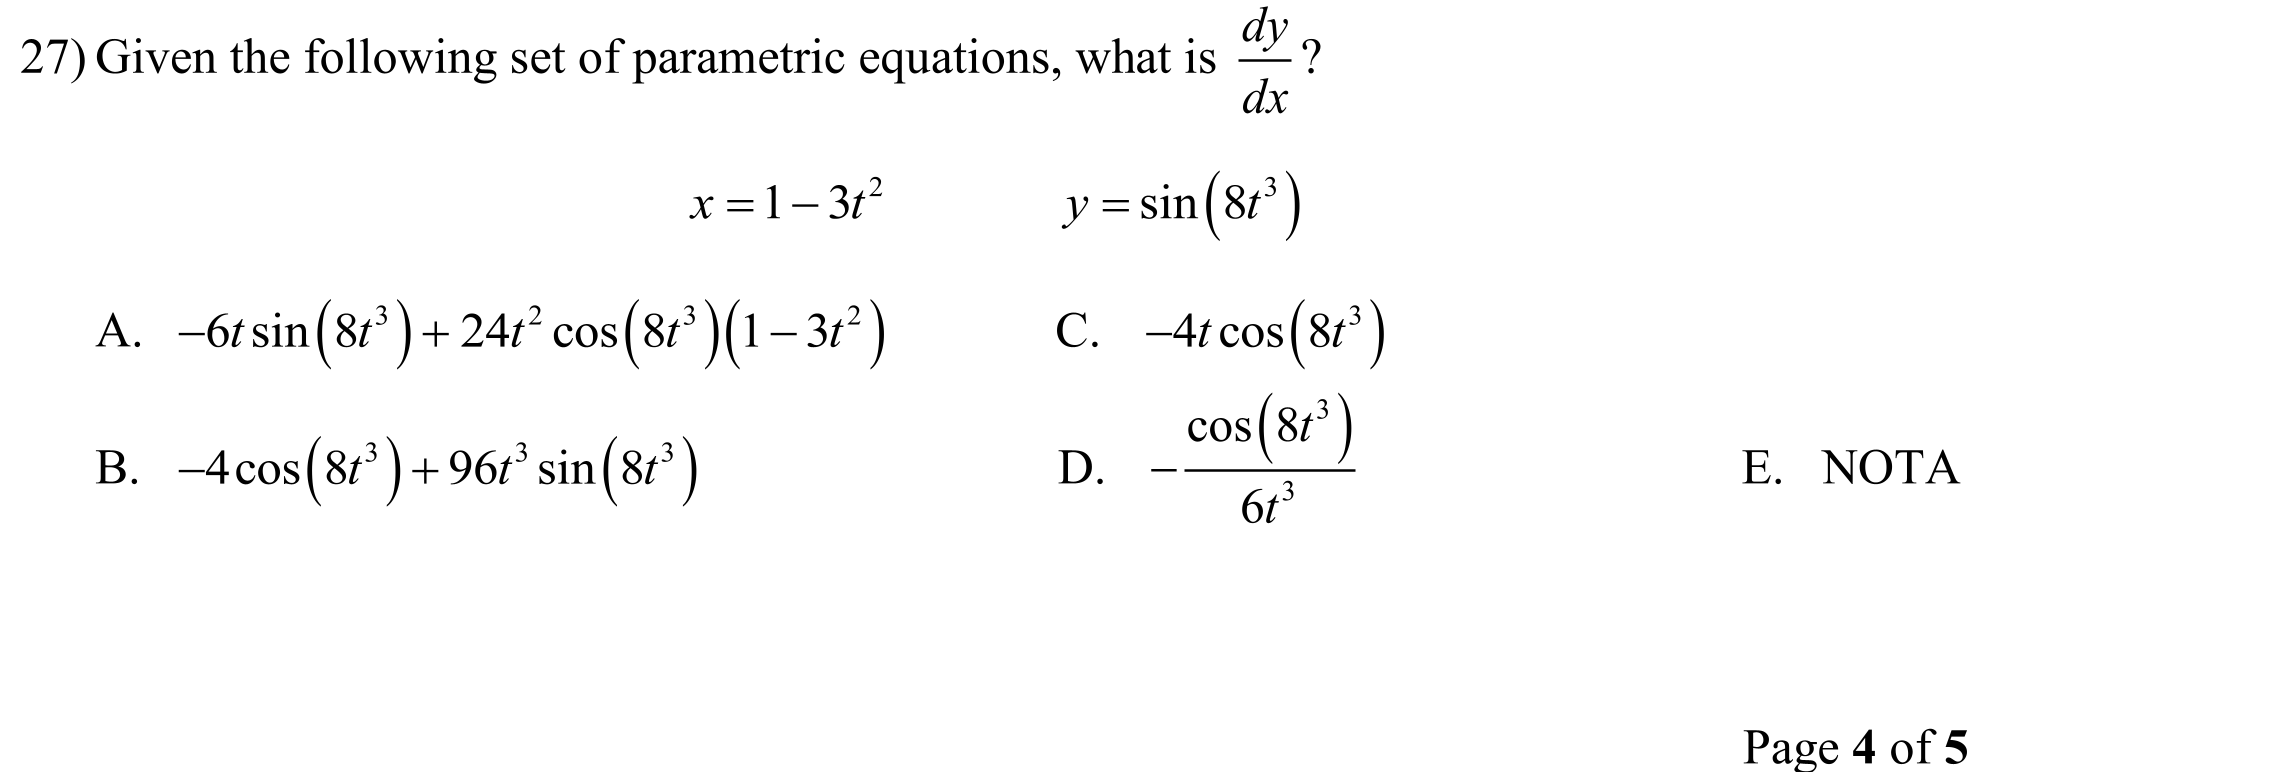 27) Given the following set of parametric equations, what is dy/dx?
x = 1 − 3t² y = sin(8t³)
A. −6t sin(8t³) + 24t² cos(8t³)(1 − 3t²) C. −4t cos(8t³)
B. −4 cos(8t³) + 96t³ sin(8t³) D. −cos(8t³)/6t³ E. NOTA
Page 4 of 5